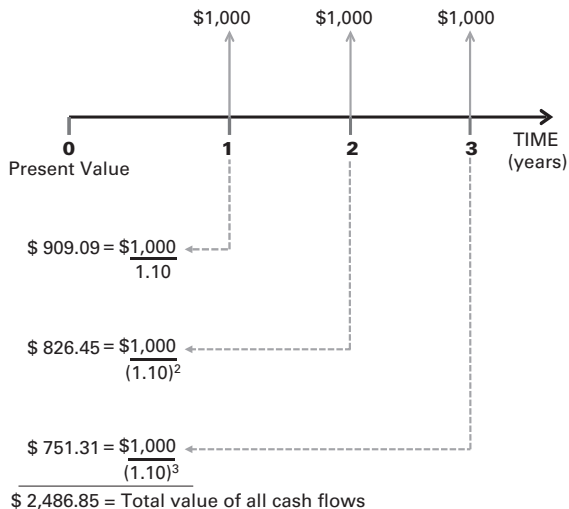 $1,000 $1,000 $1,000
0 1 2 3 TIME
Present Value (years)
$ 909.09 = $1,000
1.10
$ 826.45 = $1,000
(1.10)²
$ 751.31 = $1,000
(1.10)³
$ 2,486.85 = Total value of all cash flows